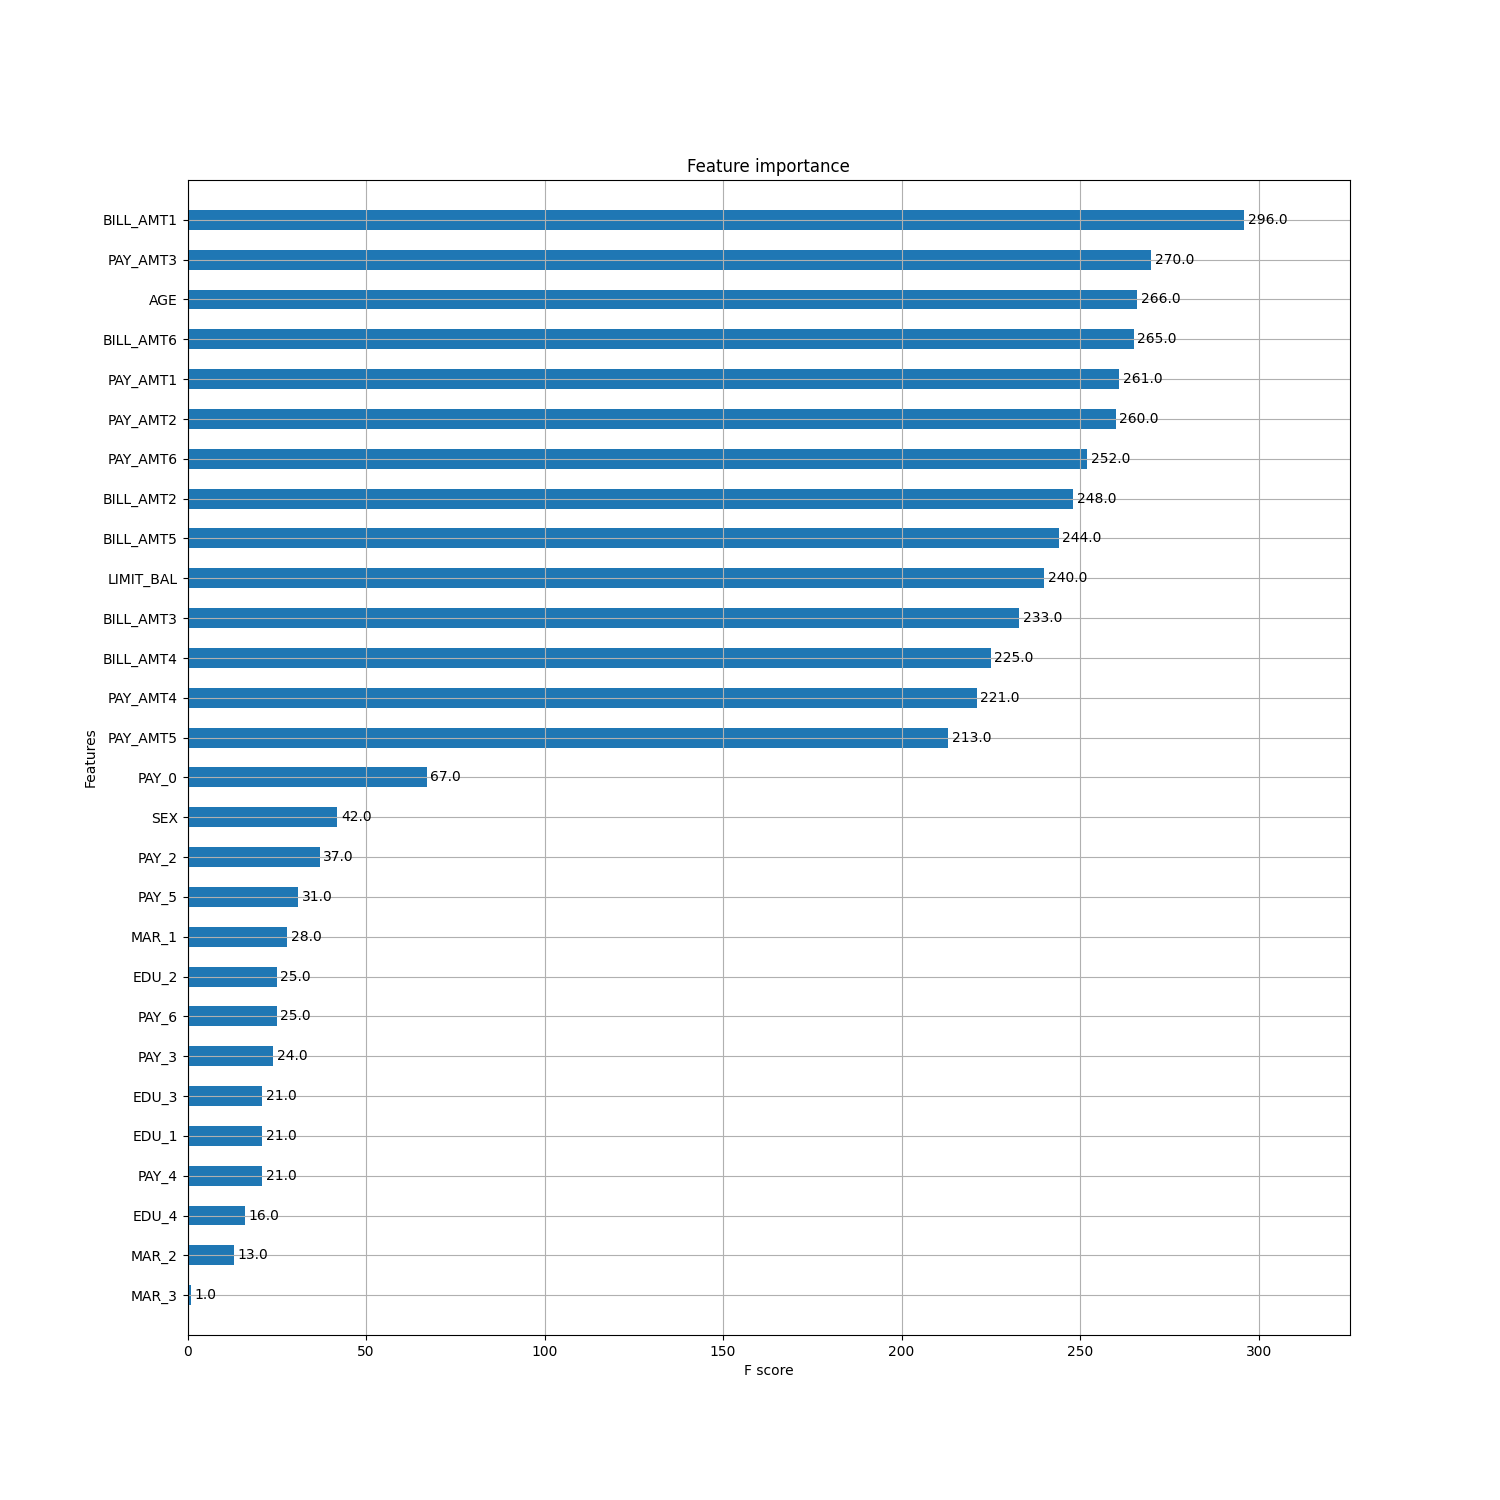 Feature importance
BILL_AMT1 296.0
PAY_AMT3 270.0
AGE 266.0
BILL_AMT6 265.0
PAY_AMT1 261.0
PAY_AMT2 260.0
PAY_AMT6 252.0
BILL_AMT2 248.0
BILL_AMT5 244.0
LIMIT_BAL 240.0
BILL_AMT3 233.0
BILL_AMT4 225.0
PAY_AMT4 221.0
PAY_AMT5 213.0
Features
PAY_0 67.0
SEX 42.0
PAY_2 37.0
PAY_5 31.0
MAR_1 28.0
EDU_2 25.0
PAY_6 25.0
PAY_3 24.0
EDU_3 21.0
EDU_1 21.0
PAY_4 21.0
EDU_4 16.0
MAR_2 13.0
MAR_3 1.0
0 50 100 150 200 250 300
F score